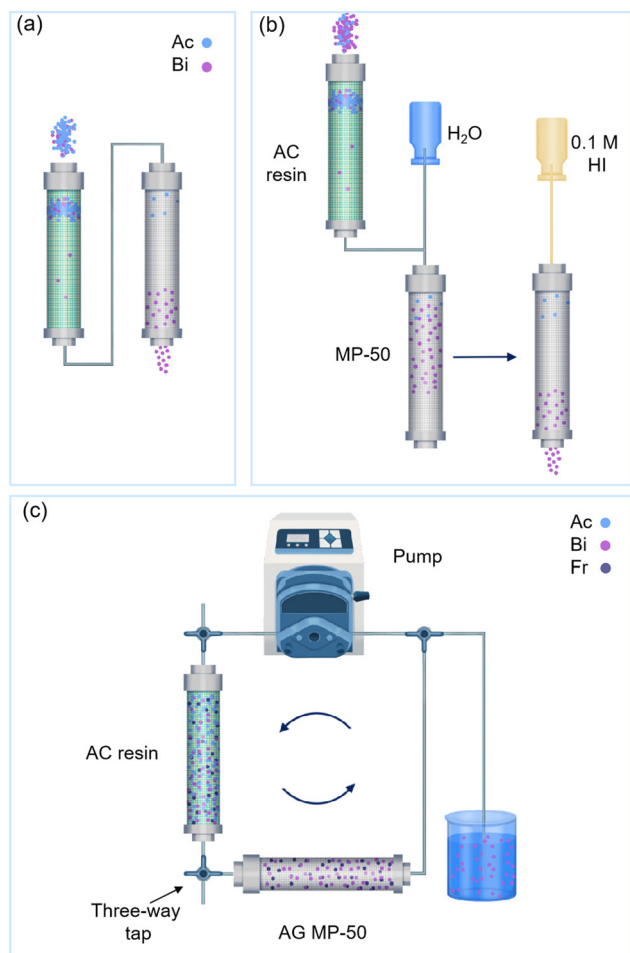 (a)
Ac
Bi
(b)
AC
resin
H₂O
0.1 M
HI
MP-50
(c)
Ac
Bi
Fr
Pump
AC resin
Three-way
tap
AG MP-50